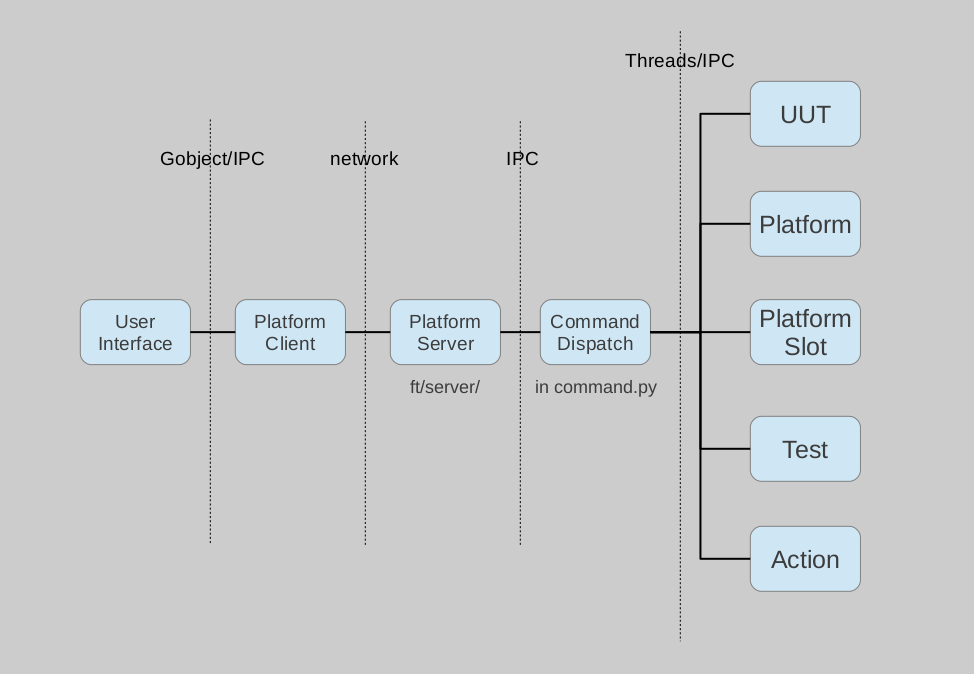 Threads/IPC
UUT
Gobject/IPC
network
IPC
Platform
User
Interface
Platform
Client
Platform
Server
Command
Dispatch
Platform
Slot
ft/server/
in command.py
Test
Action